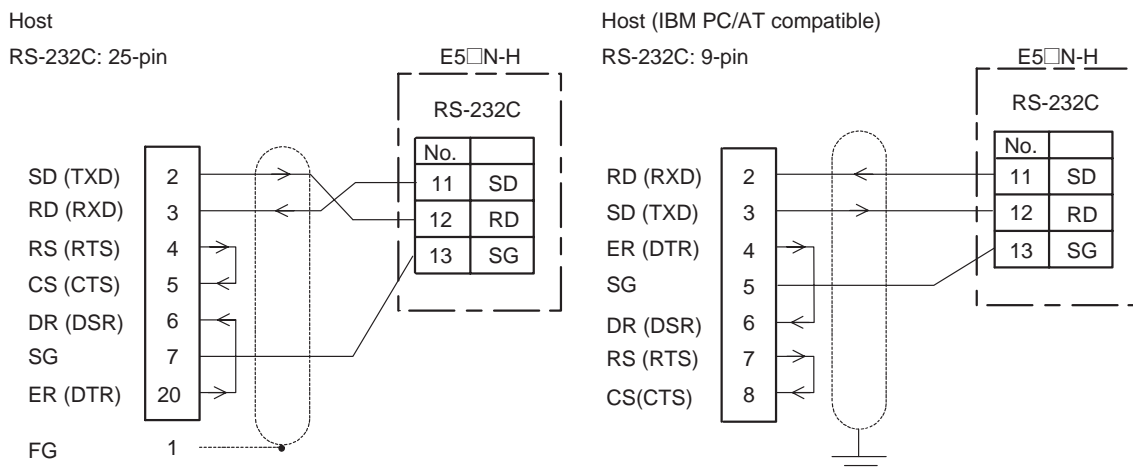 Host
RS-232C: 25-pin
E5□N-H
RS-232C
No.
11 SD
12 RD
13 SG
SD (TXD) 2
RD (RXD) 3
RS (RTS) 4
CS (CTS) 5
DR (DSR) 6
SG 7
ER (DTR) 20
FG 1
Host (IBM PC/AT compatible)
RS-232C: 9-pin
E5□N-H
RS-232C
No.
11 SD
12 RD
13 SG
RD (RXD) 2
SD (TXD) 3
ER (DTR) 4
SG 5
DR (DSR) 6
RS (RTS) 7
CS(CTS) 8